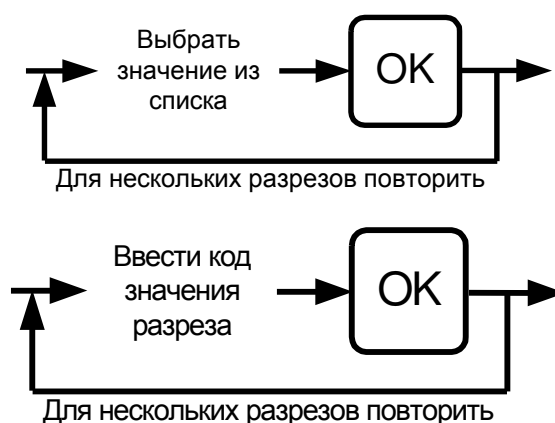 Выбрать
значение из
списка
OK
Для нескольких разрезов повторить
Ввести код
значения
разреза
OK
Для нескольких разрезов повторить